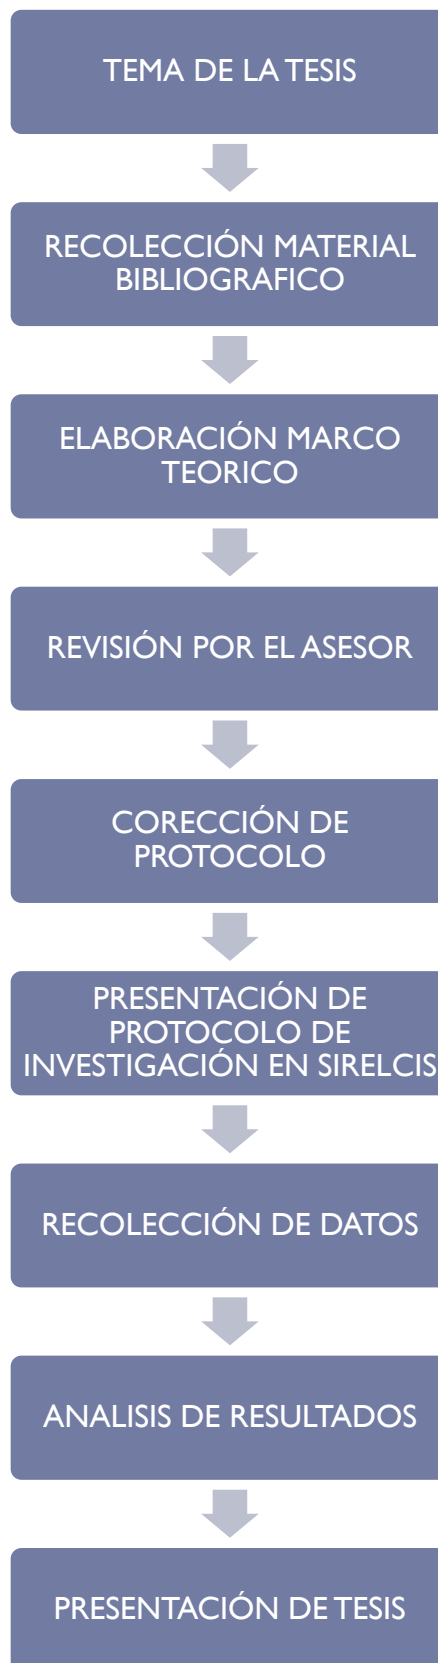 TEMA DE LA TESIS
RECOLECCIÓN MATERIAL
BIBLIOGRAFICO
ELABORACIÓN MARCO
TEORICO
REVISIÓN POR EL ASESOR
CORECCIÓN DE
PROTOCOLO
PRESENTACIÓN DE
PROTOCOLO DE
INVESTIGACIÓN EN SIRELCIS
RECOLECCIÓN DE DATOS
ANALISIS DE RESULTADOS
PRESENTACIÓN DE TESIS